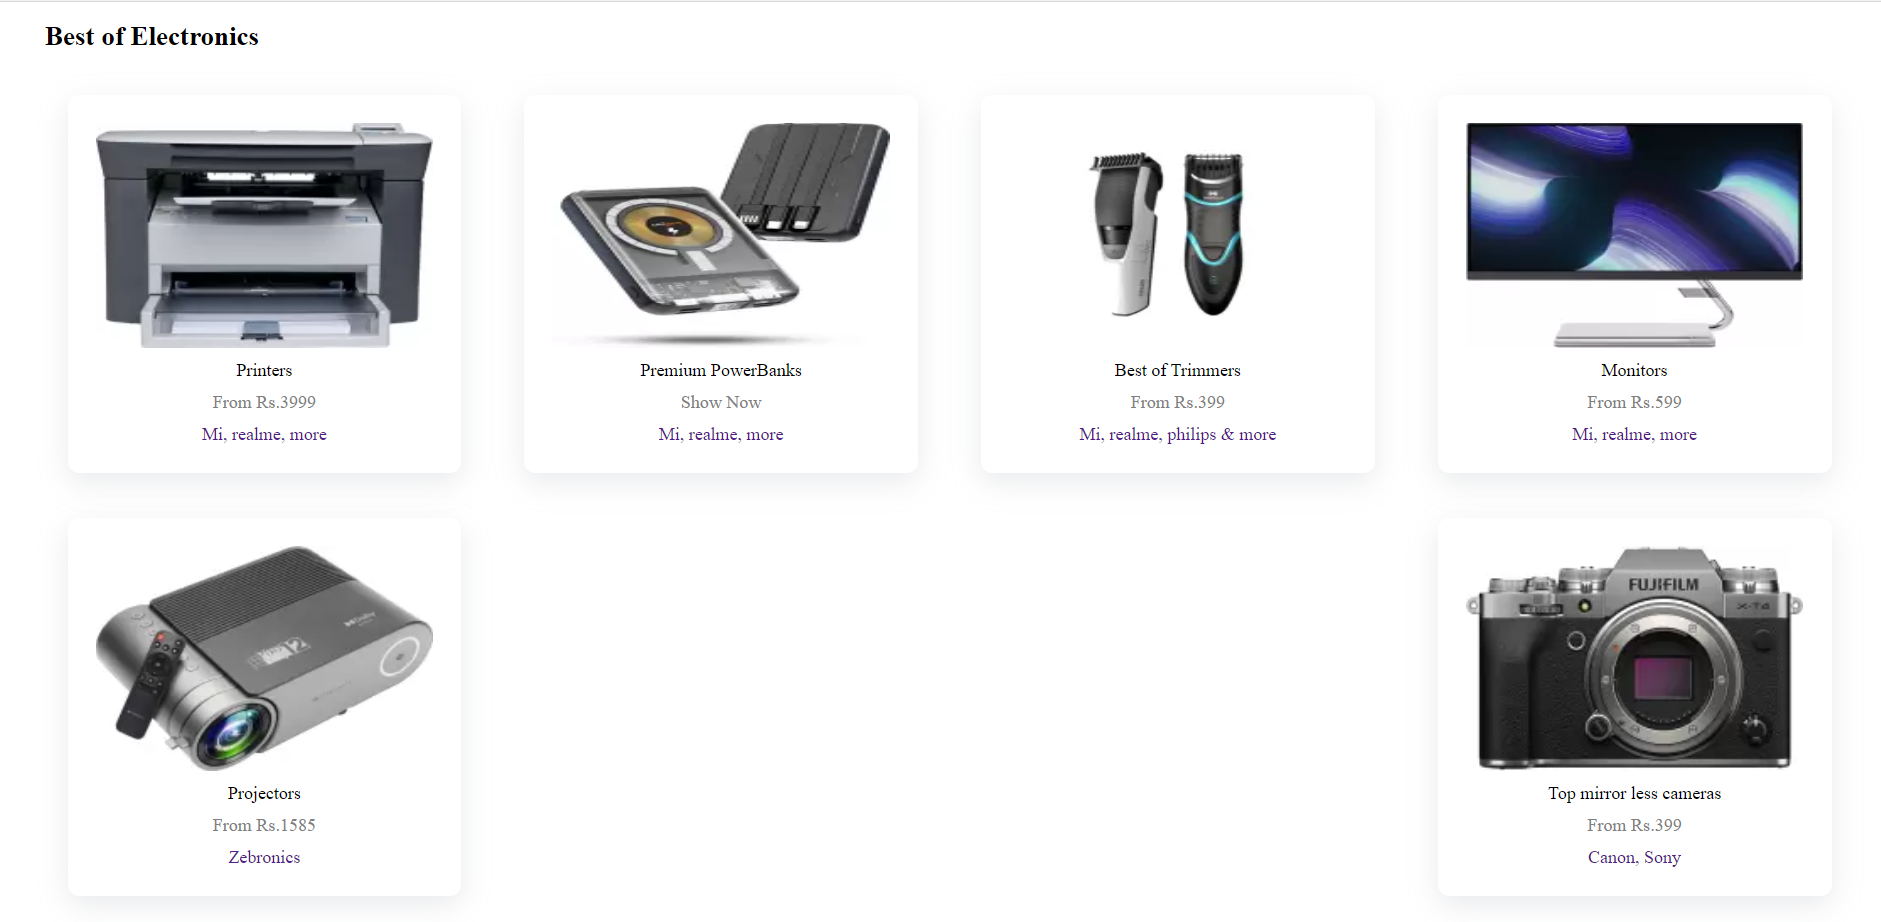 Best of Electronics
Printers
From Rs.3999
Mi, realme, more
Premium PowerBanks
Show Now
Mi, realme, more
Best of Trimmers
From Rs.399
Mi, realme, philips & more
Monitors
From Rs.599
Mi, realme, more
Projectors
From Rs.1585
Zebronics
FUJIFILM
X-T4
Top mirror less cameras
From Rs.399
Canon, Sony